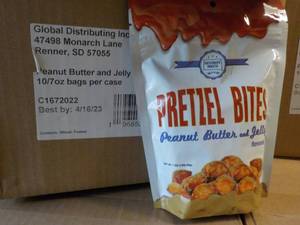 Global Distributing Inc
47498 Monarch Lane
Renner, SD 57055
Peanut Butter and Jelly
10/7oz bags per case
C1672022
Best by: 4/16/23
PRETZEL BITES
Peanut Butter and Jelly